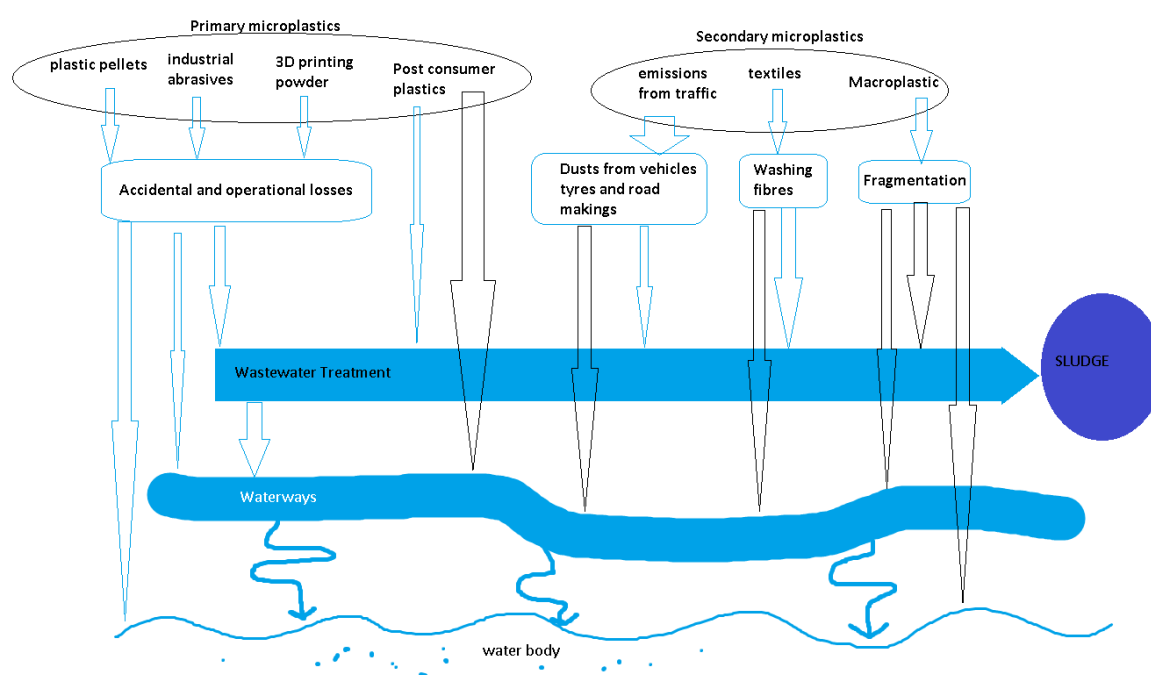 Primary microplastics
plastic pellets
industrial
abrasives
3D printing
powder
Post consumer
plastics
Secondary microplastics
emissions
from traffic
textiles
Macroplastic
Accidental and operational losses
Dusts from vehicles
tyres and road
makings
Washing
fibres
Fragmentation
Wastewater Treatment
SLUDGE
Waterways
water body